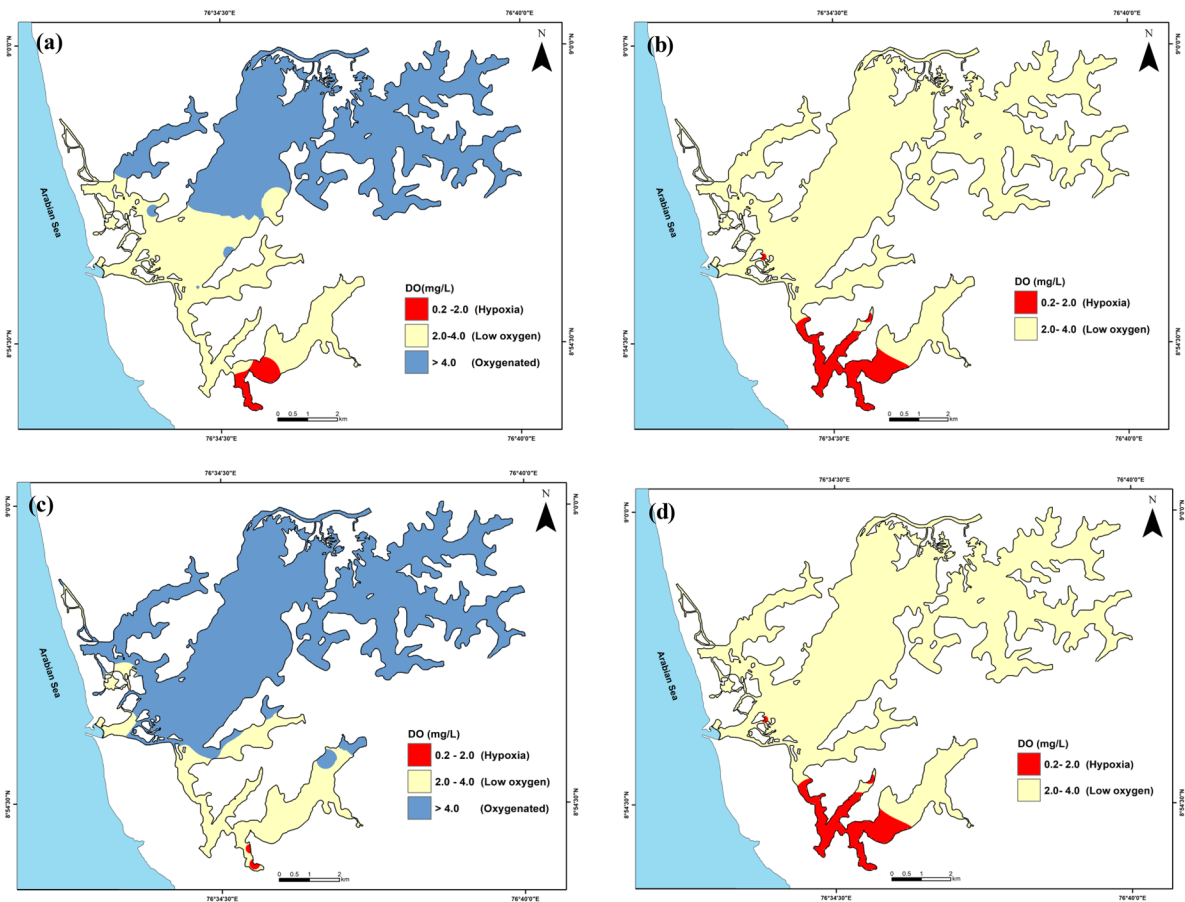 76°34'30"E 76°40'0"E
(a)
N
9°0'0"N 9°0'0"N
Arabian Sea
DO(mg/L)
0.2 -2.0 (Hypoxia)
2.0-4.0 (Low oxygen)
> 4.0 (Oxygenated)
8°54'30"N 8°54'30"N
0 0.5 1 2
km
76°34'30"E 76°40'0"E
76°34'30"E 76°40'0"E
(b)
N
9°0'0"N 9°0'0"N
Arabian Sea
DO (mg/L)
0.2- 2.0 (Hypoxia)
2.0- 4.0 (Low oxygen)
8°54'30"N 8°54'30"N
0 0.5 1 2
km
76°34'30"E 76°40'0"E
76°34'30"E 76°40'0"E
(c)
N
9°0'0"N 9°0'0"N
Arabian Sea
DO (mg/L)
0.2 - 2.0 (Hypoxia)
2.0 - 4.0 (Low oxygen)
> 4.0 (Oxygenated)
8°54'30"N 8°54'30"N
0 0.5 1 2
km
76°34'30"E 76°40'0"E
76°34'30"E 76°40'0"E
(d)
N
9°0'0"N 9°0'0"N
Arabian Sea
DO (mg/L)
0.2- 2.0 (Hypoxia)
2.0- 4.0 (Low oxygen)
8°54'30"N 8°54'30"N
0 0.5 1 2
km
76°34'30"E 76°40'0"E